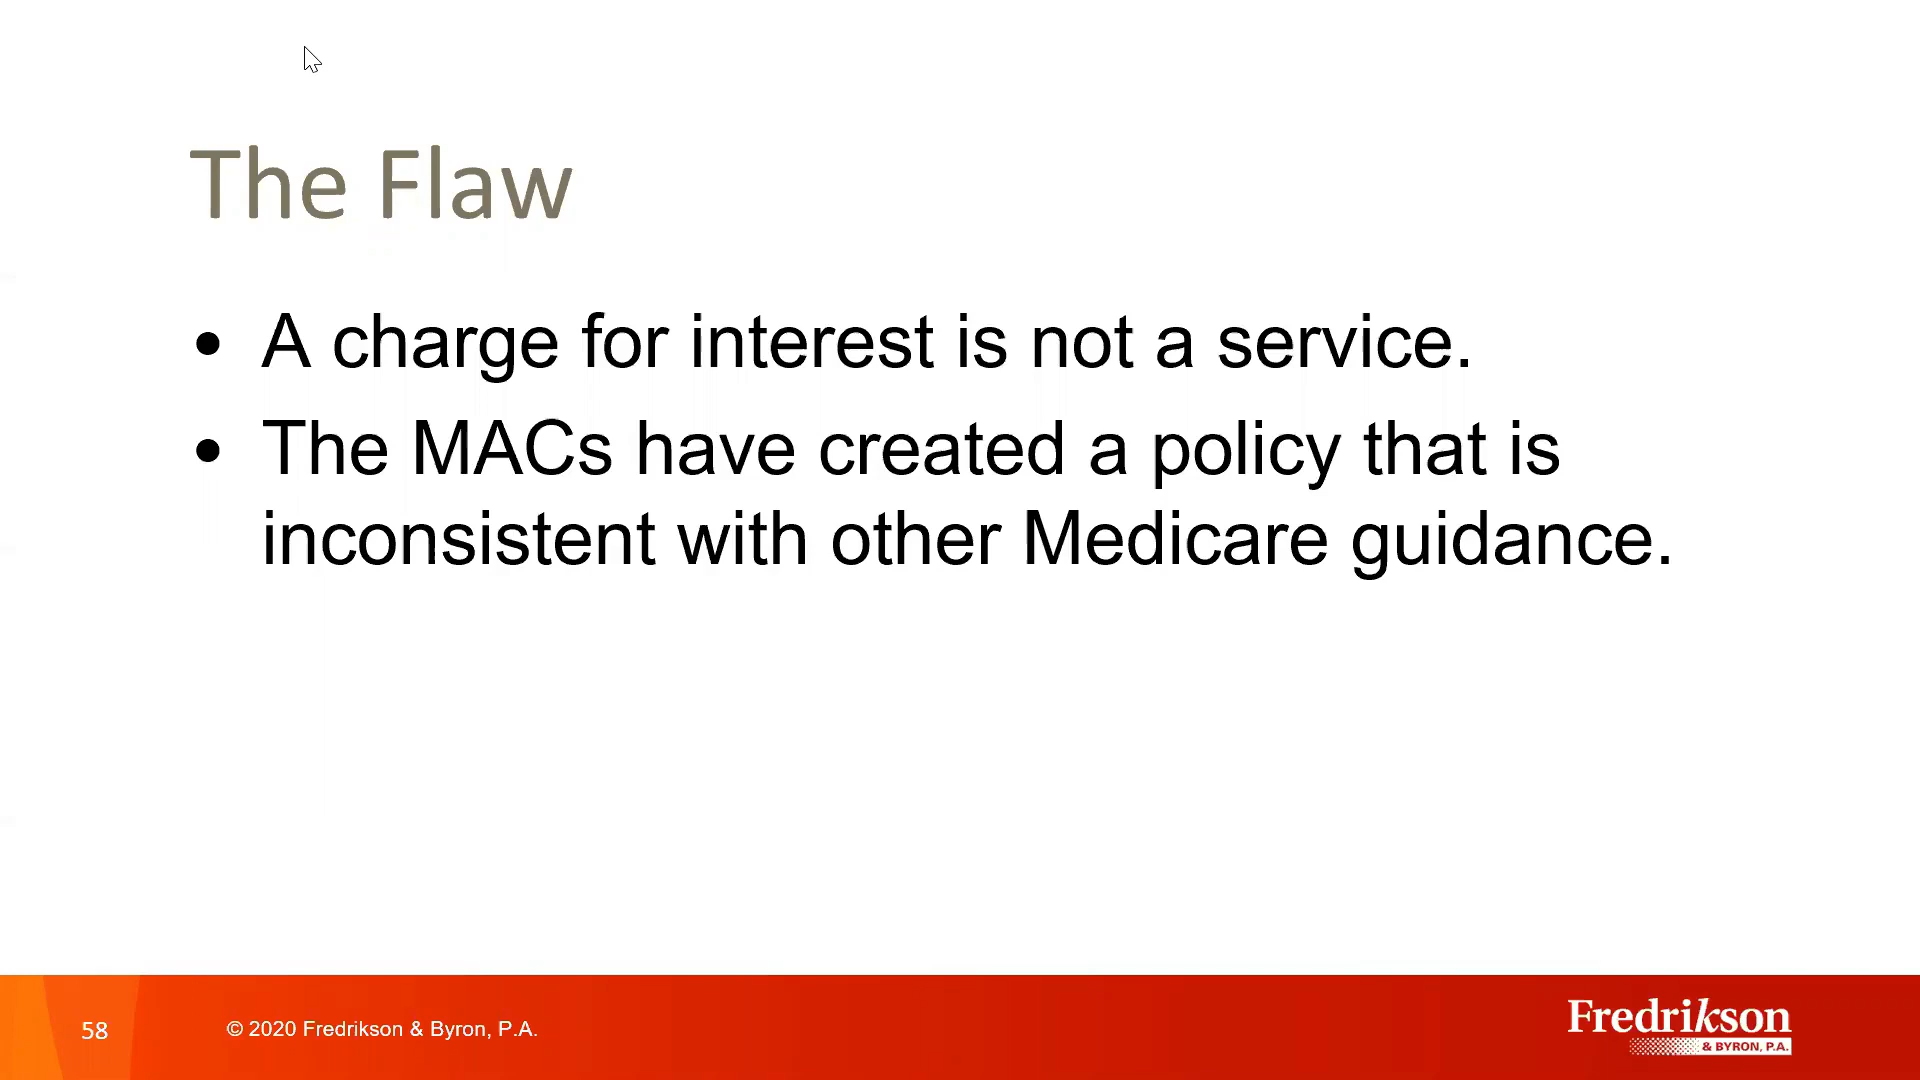 The Flaw
• A charge for interest is not a service.
• The MACs have created a policy that is
inconsistent with other Medicare guidance.
58
© 2020 Fredrikson & Byron, P.A.
Fredrikson
& BYRON, P.A.